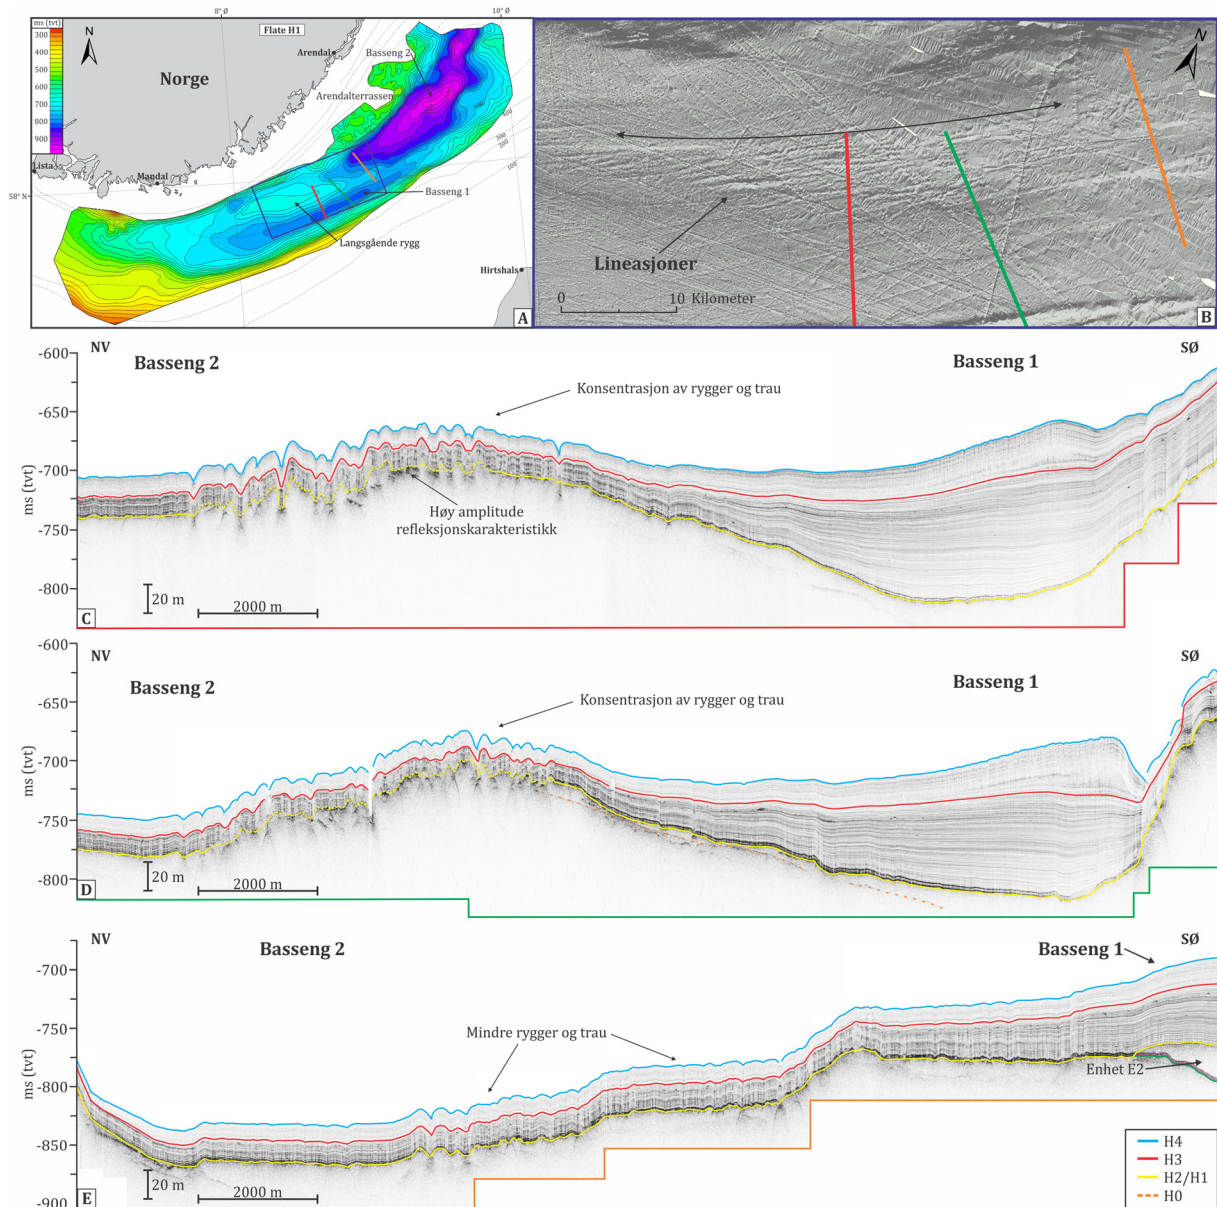 ms (tvt)
300
400
500
600
700
800
900
8° Ø
10° Ø
Flate H1
N
Arendal
Basseng 2
Norge
Arendalterrassen
500
400
300
200
100
Lista
Mandal
58° N
Basseng 1
Langsgående rygg
Hirtshals
A
N
Lineasjoner
0
10 Kilometer
B
NV
SØ
Basseng 2
Basseng 1
Konsentrasjon av rygger og trau
Høy amplitude
refleksjonskarakteristikk
ms (tvt)
-600
-650
-700
-750
-800
20 m
2000 m
C
NV
SØ
Basseng 2
Basseng 1
Konsentrasjon av rygger og trau
ms (tvt)
-600
-650
-700
-750
-800
20 m
2000 m
D
NV
SØ
Basseng 2
Basseng 1
Mindre rygger og trau
Enhet E2
ms (tvt)
-700
-750
-800
-850
-900
20 m
2000 m
E
H4
H3
H2/H1
H0